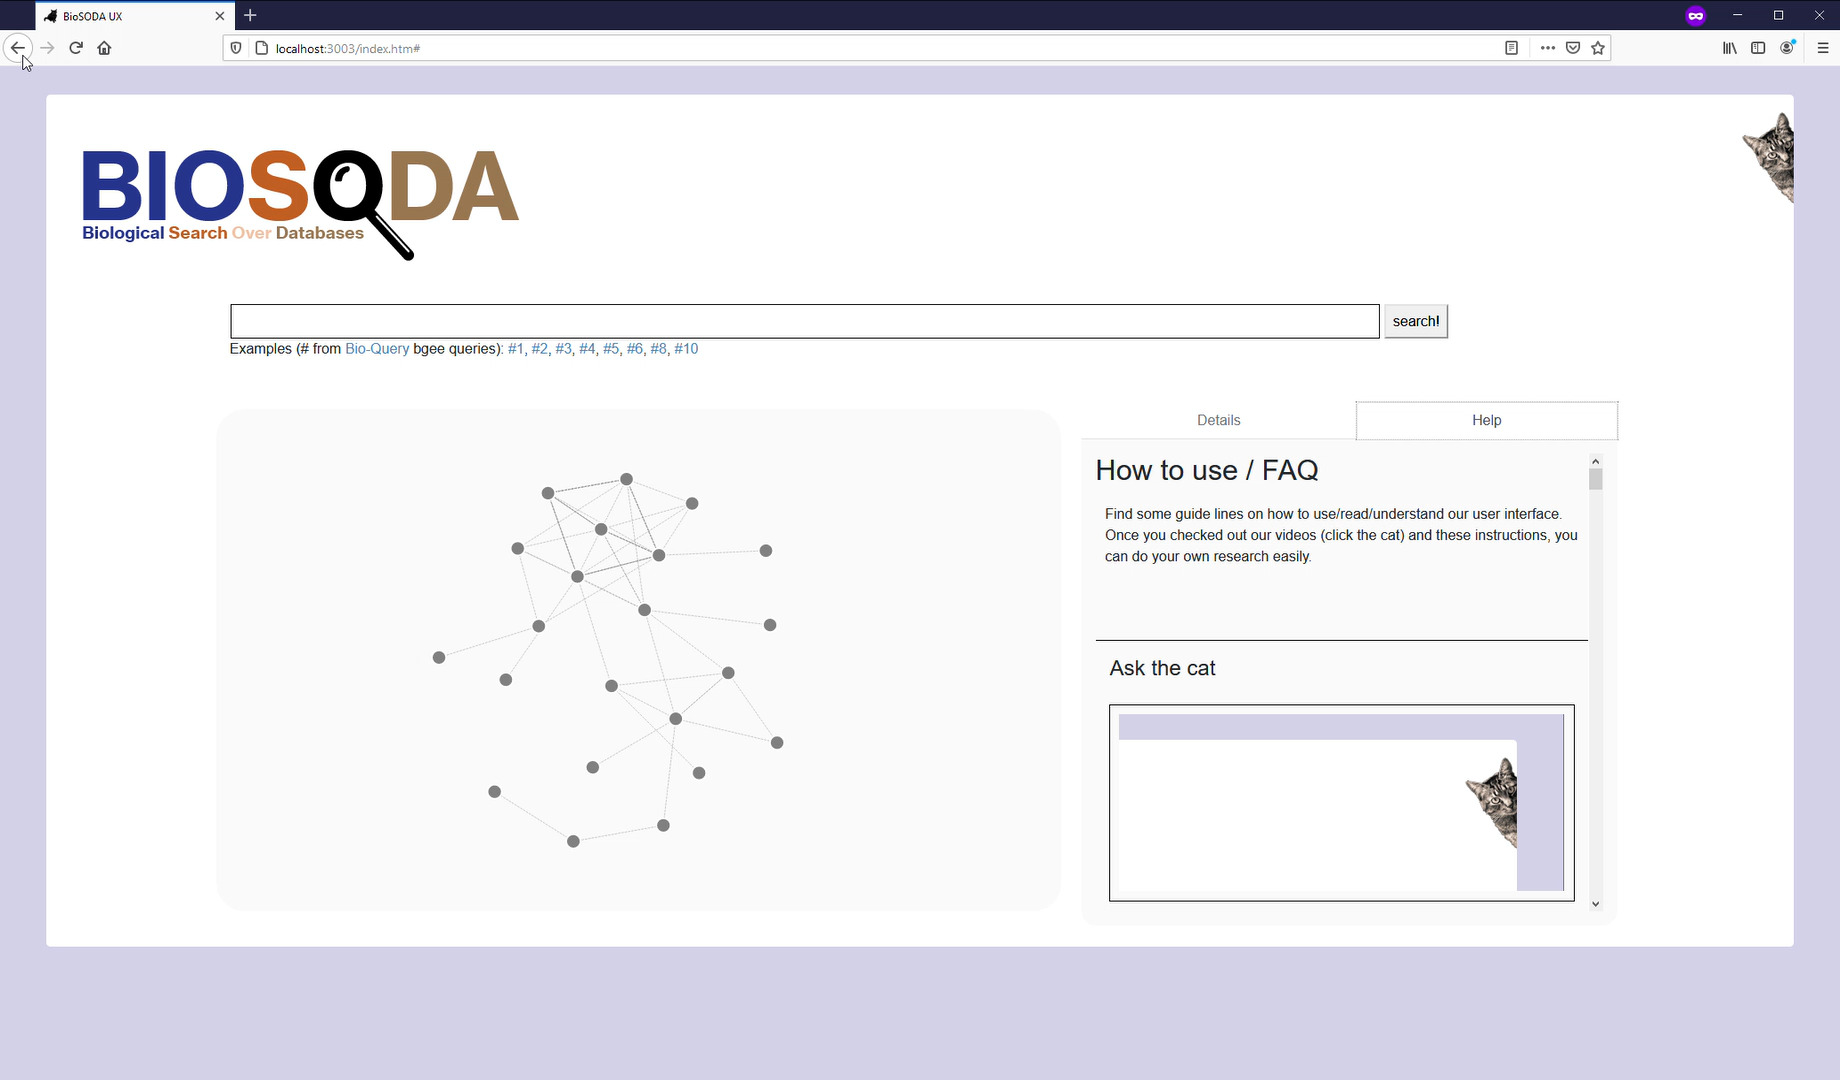 BioSODA UX
localhost:3003/index.htm#
BIOSODA
Biological Search Over Databases
search!
Examples (# from Bio-Query bgee queries): #1, #2, #3, #4, #5, #6, #8, #10
Details
Help
How to use / FAQ
Find some guide lines on how to use/read/understand our user interface.
Once you checked out our videos (click the cat) and these instructions, you
can do your own research easily.
Ask the cat